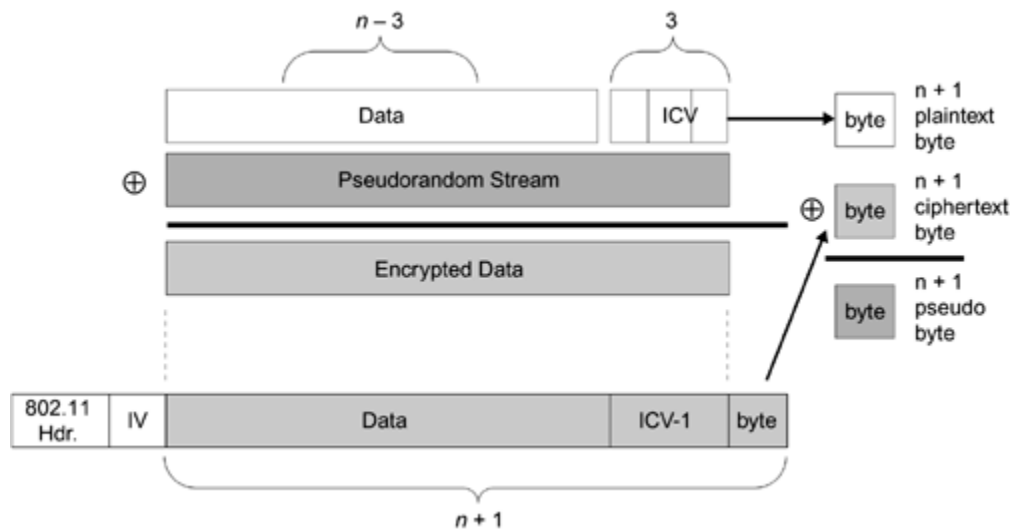 n – 3
3
Data
ICV
byte
n + 1
plaintext
byte
⊕
Pseudorandom Stream
⊕
byte
n + 1
ciphertext
byte
Encrypted Data
byte
n + 1
pseudo
byte
802.11
Hdr.
IV
Data
ICV-1
byte
n + 1